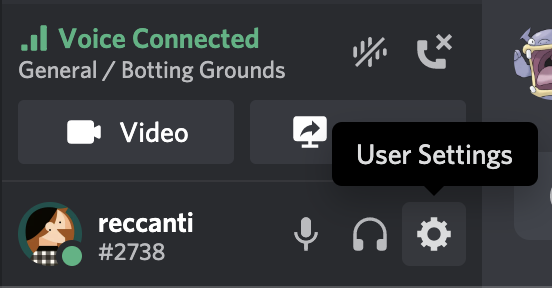 Voice Connected
General / Botting Grounds
Video
User Settings
reccanti
#2738